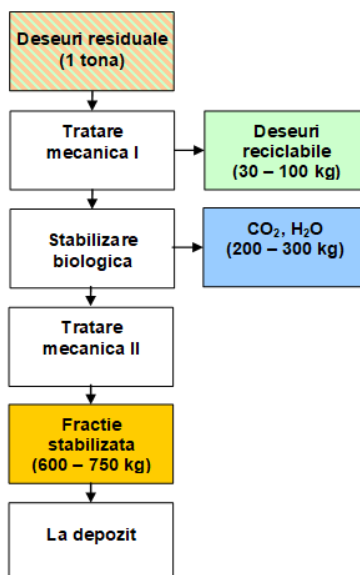 Deseuri residuale
(1 tona)
Tratare
mecanica I
Deseuri
reciclabile
(30 – 100 kg)
Stabilizare
biologica
CO₂, H₂O
(200 – 300 kg)
Tratare
mecanica II
Fractie
stabilizata
(600 – 750 kg)
La depozit